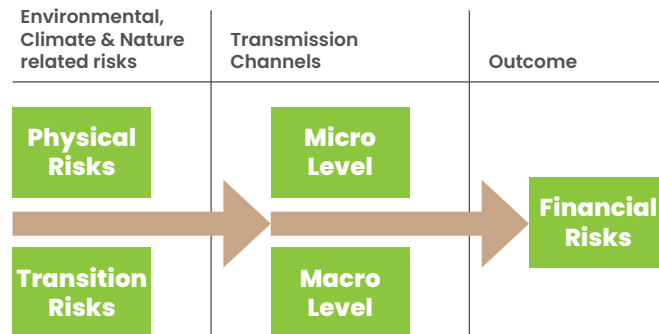 Environmental,
Climate & Nature
related risks
Transmission
Channels
Outcome
Physical
Risks
Micro
Level
Financial
Risks
Transition
Risks
Macro
Level